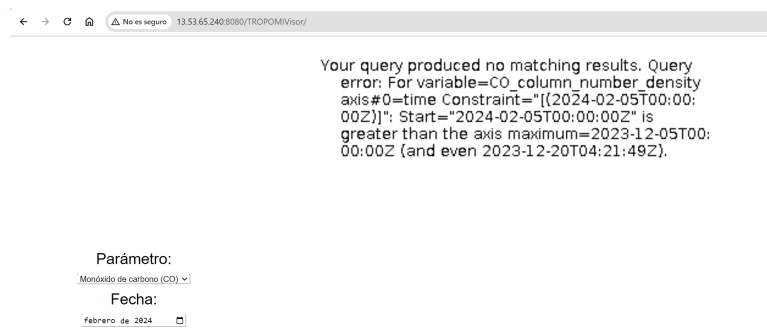 No es seguro 13.53.65.240:8080/TROPOMIVisor/
Your query produced no matching results. Query
error: For variable=CO_column_number_density
axis#0=time Constraint="[(2024-02-05T00:00:
00Z)]": Start="2024-02-05T00:00:00Z" is
greater than the axis maximum=2023-12-05T00:
00:00Z (and even 2023-12-20T04:21:49Z).
Parámetro:
Monóxido de carbono (CO)
Fecha:
febrero de 2024